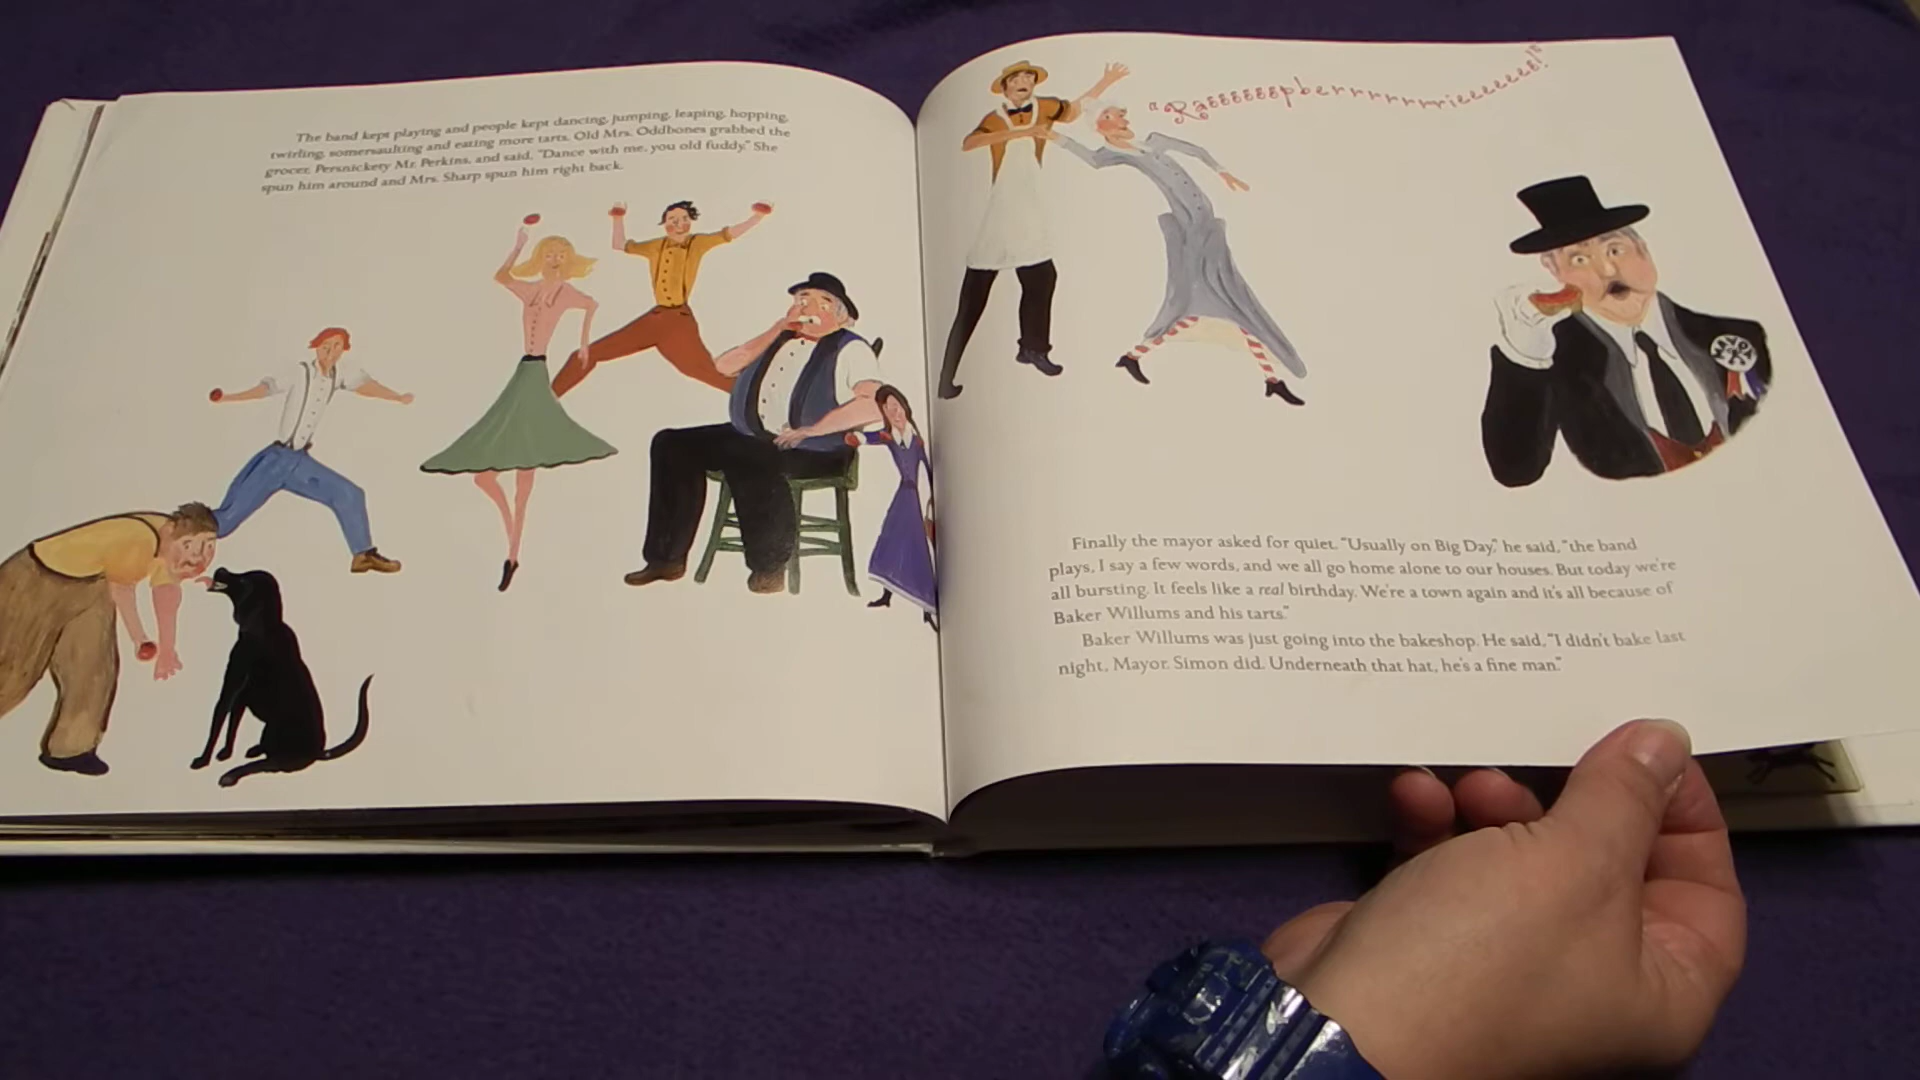 The band kept playing and people kept dancing, jumping, leaping, hopping,
twirling, somersaulting and eating more tarts. Old Mrs. Oddbones grabbed the
grocer, Persnickety Mr. Perkins, and said, "Dance with me, you old fuddy." She
spun him around and Mrs. Sharp spun him right back.
"Rassssssspberrrrrrrrieeeeeees!"
MAYOR
Finally the mayor asked for quiet. "Usually on Big Day," he said, "the band
plays, I say a few words, and we all go home alone to our houses. But today we're
all bursting. It feels like a real birthday. We're a town again and it's all because of
Baker Willums and his tarts."
Baker Willums was just going into the bakeshop. He said, "I didn't bake last
night, Mayor. Simon did. Underneath that hat, he's a fine man."